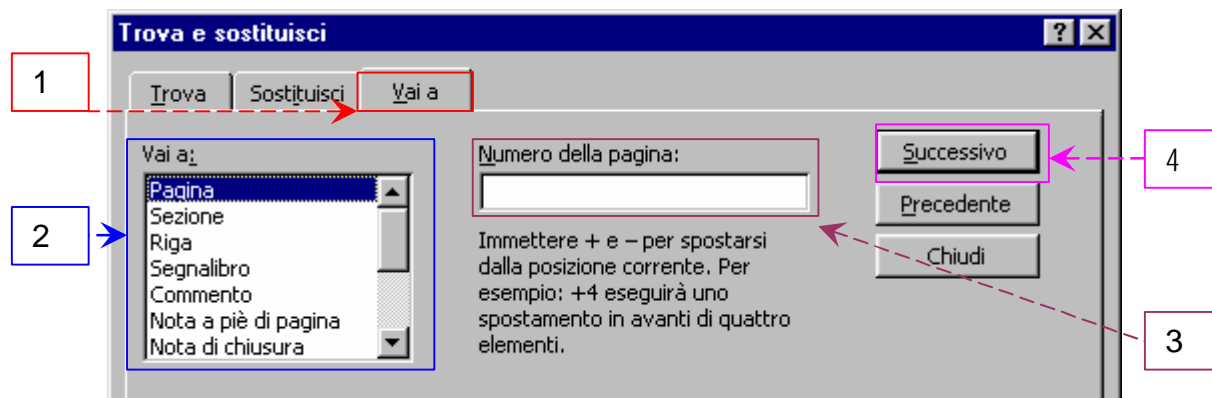 Trova e sostituisci
1
Trova Sostituisci Vai a
Vai a:
Pagina
Sezione
Riga
Segnalibro
Commento
Nota a piè di pagina
Nota di chiusura
2
Numero della pagina:
Immettere + e – per spostarsi
dalla posizione corrente. Per
esempio: +4 eseguirà uno
spostamento in avanti di quattro
elementi.
Successivo
Precedente
Chiudi
4
3